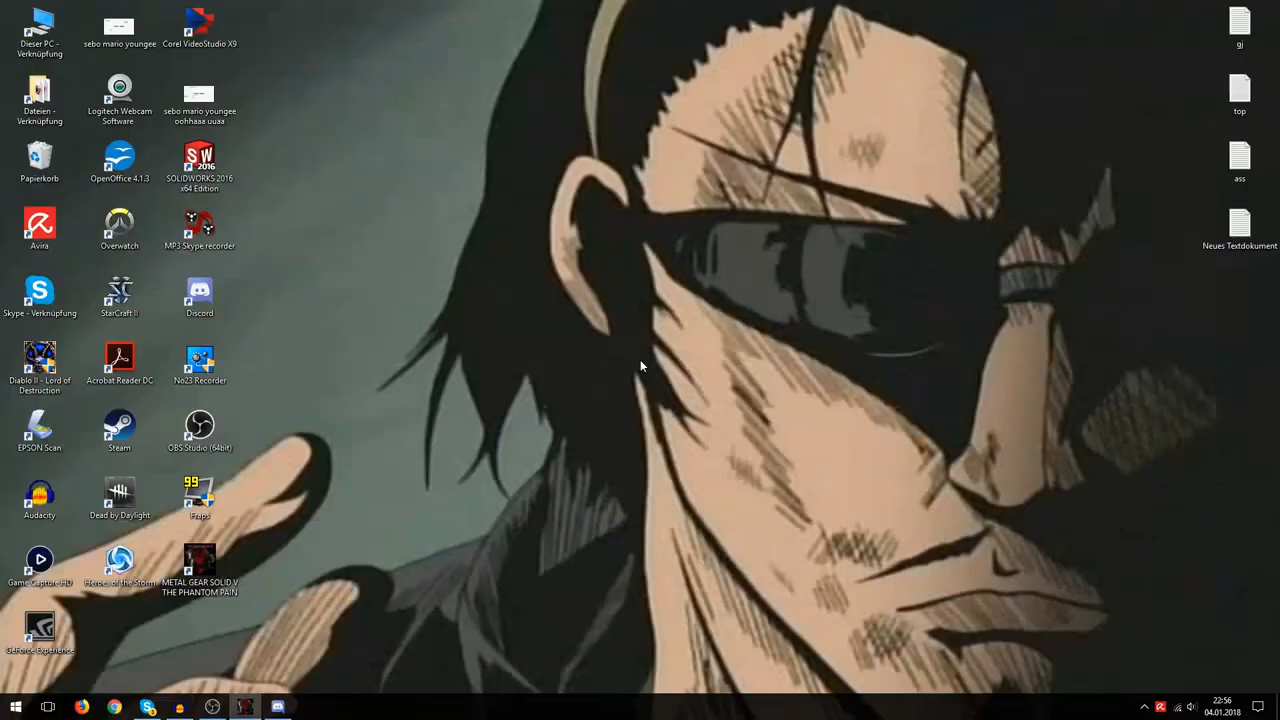 Dieser PC -
Verknüpfung
sebo mario youngee
Corel VideoStudio X9
Dateien -
Verknüpfung
Logitech Webcam
Software
sebo mario youngee
oohhaaa uuaa
Papierkorb
OpenOffice 4.1.3
SW
2016
SOLIDWORKS 2016
x64 Edition
Avira
Overwatch
MP3 Skype recorder
Skype - Verknüpfung
StarCraft II
Discord
Diablo II - Lord of
Destruction
Acrobat Reader DC
No23 Recorder
EPSON Scan
Steam
OBS Studio (64bit)
Audacity
Dead by Daylight
99
Fraps
Game Capture HD
Heroes of the Storm
METAL GEAR SOLID V
THE PHANTOM PAIN
GeForce Experience
gj
top
ass
Neues Textdokument
22:56
04.01.2018